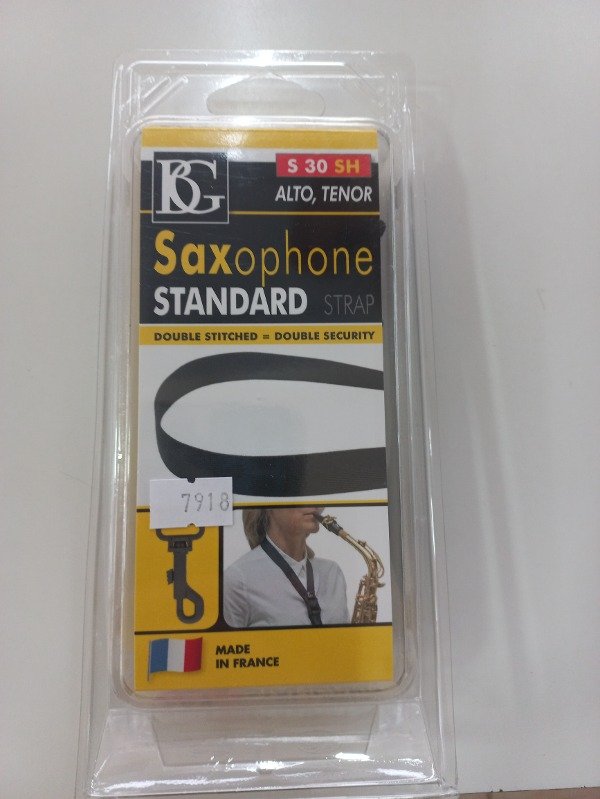 BG
S 30 SH
ALTO, TENOR
Saxophone
STANDARD STRAP
DOUBLE STITCHED = DOUBLE SECURITY
7918
MADE
IN FRANCE